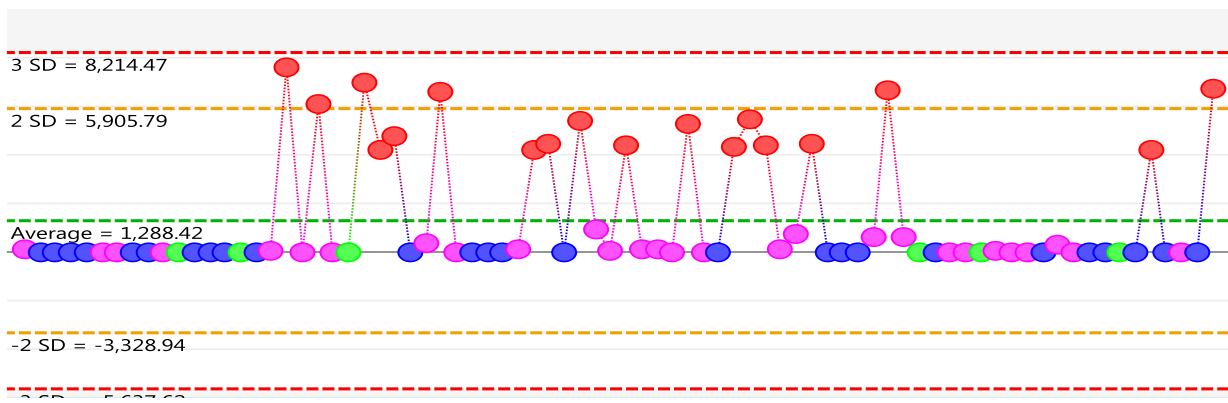 3 SD = 8,214.47
2 SD = 5,905.79
Average = 1,288.42
-2 SD = -3,328.94